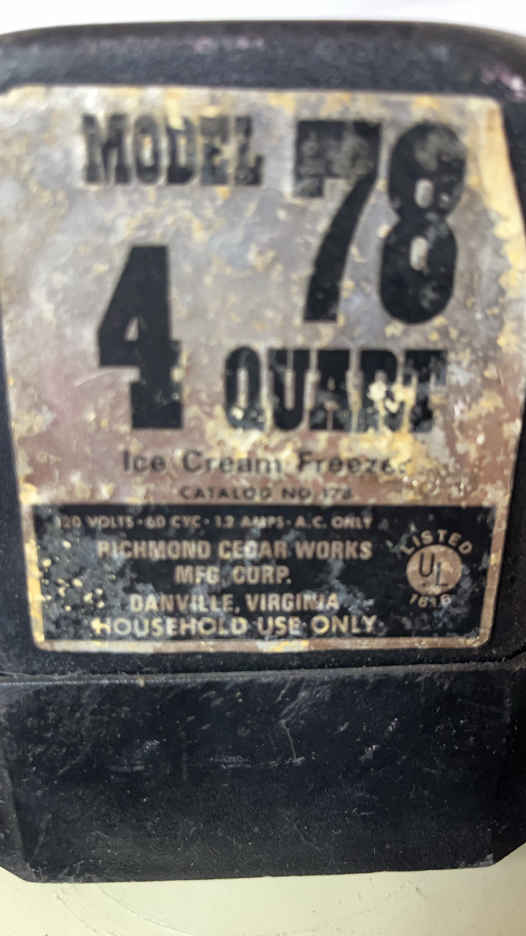 MODEL 78
4 QUART
Ice Cream Freezer
CATALOG NO. 178
120 VOLTS · 60 CYC · 1.2 AMPS · A.C. ONLY
RICHMOND CEDAR WORKS
MFG. CORP.
DANVILLE, VIRGINIA
HOUSEHOLD USE ONLY
LISTED
UL